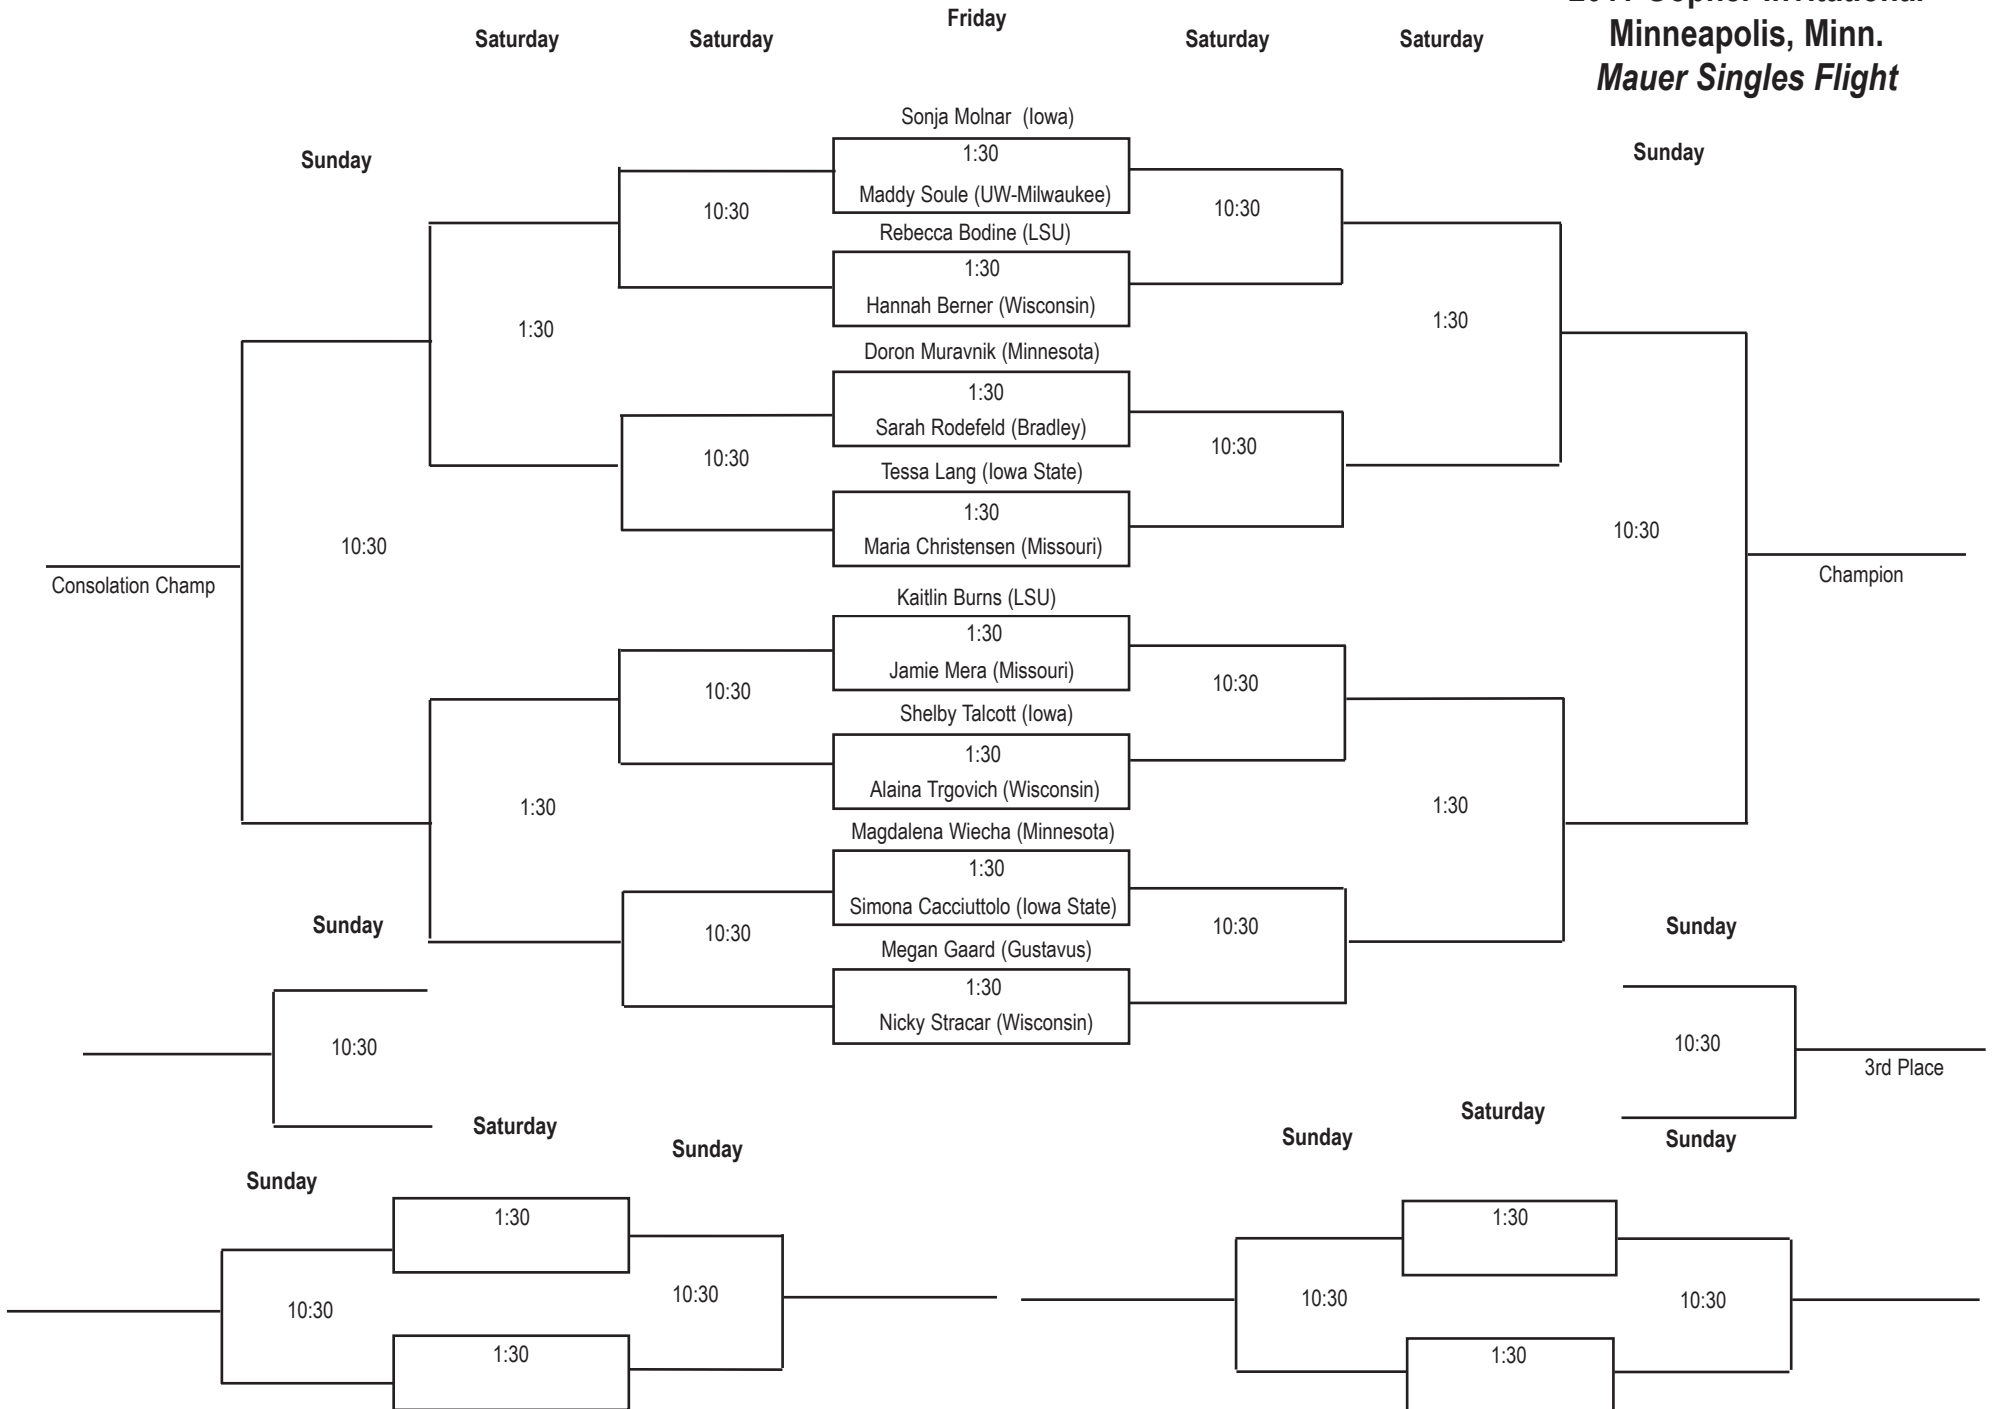 Friday
Saturday
Saturday
Saturday
Saturday
Minneapolis, Minn.
Mauer Singles Flight
Sunday
Sunday
Sonja Molnar (Iowa)
1:30
Maddy Soule (UW-Milwaukee)
Rebecca Bodine (LSU)
1:30
Hannah Berner (Wisconsin)
Doron Muravnik (Minnesota)
1:30
Sarah Rodefeld (Bradley)
Tessa Lang (Iowa State)
1:30
Maria Christensen (Missouri)
Kaitlin Burns (LSU)
1:30
Jamie Mera (Missouri)
Shelby Talcott (Iowa)
1:30
Alaina Trgovich (Wisconsin)
Magdalena Wiecha (Minnesota)
1:30
Simona Cacciuttolo (Iowa State)
Megan Gaard (Gustavus)
1:30
Nicky Stracar (Wisconsin)
10:30
10:30
10:30
10:30
1:30
1:30
10:30
Consolation Champ
10:30
10:30
10:30
10:30
1:30
1:30
10:30
Champion
Sunday
10:30
Sunday
10:30
3rd Place
Saturday
Sunday
Sunday
1:30
10:30
10:30
1:30
Saturday
Sunday
Sunday
1:30
10:30
10:30
1:30